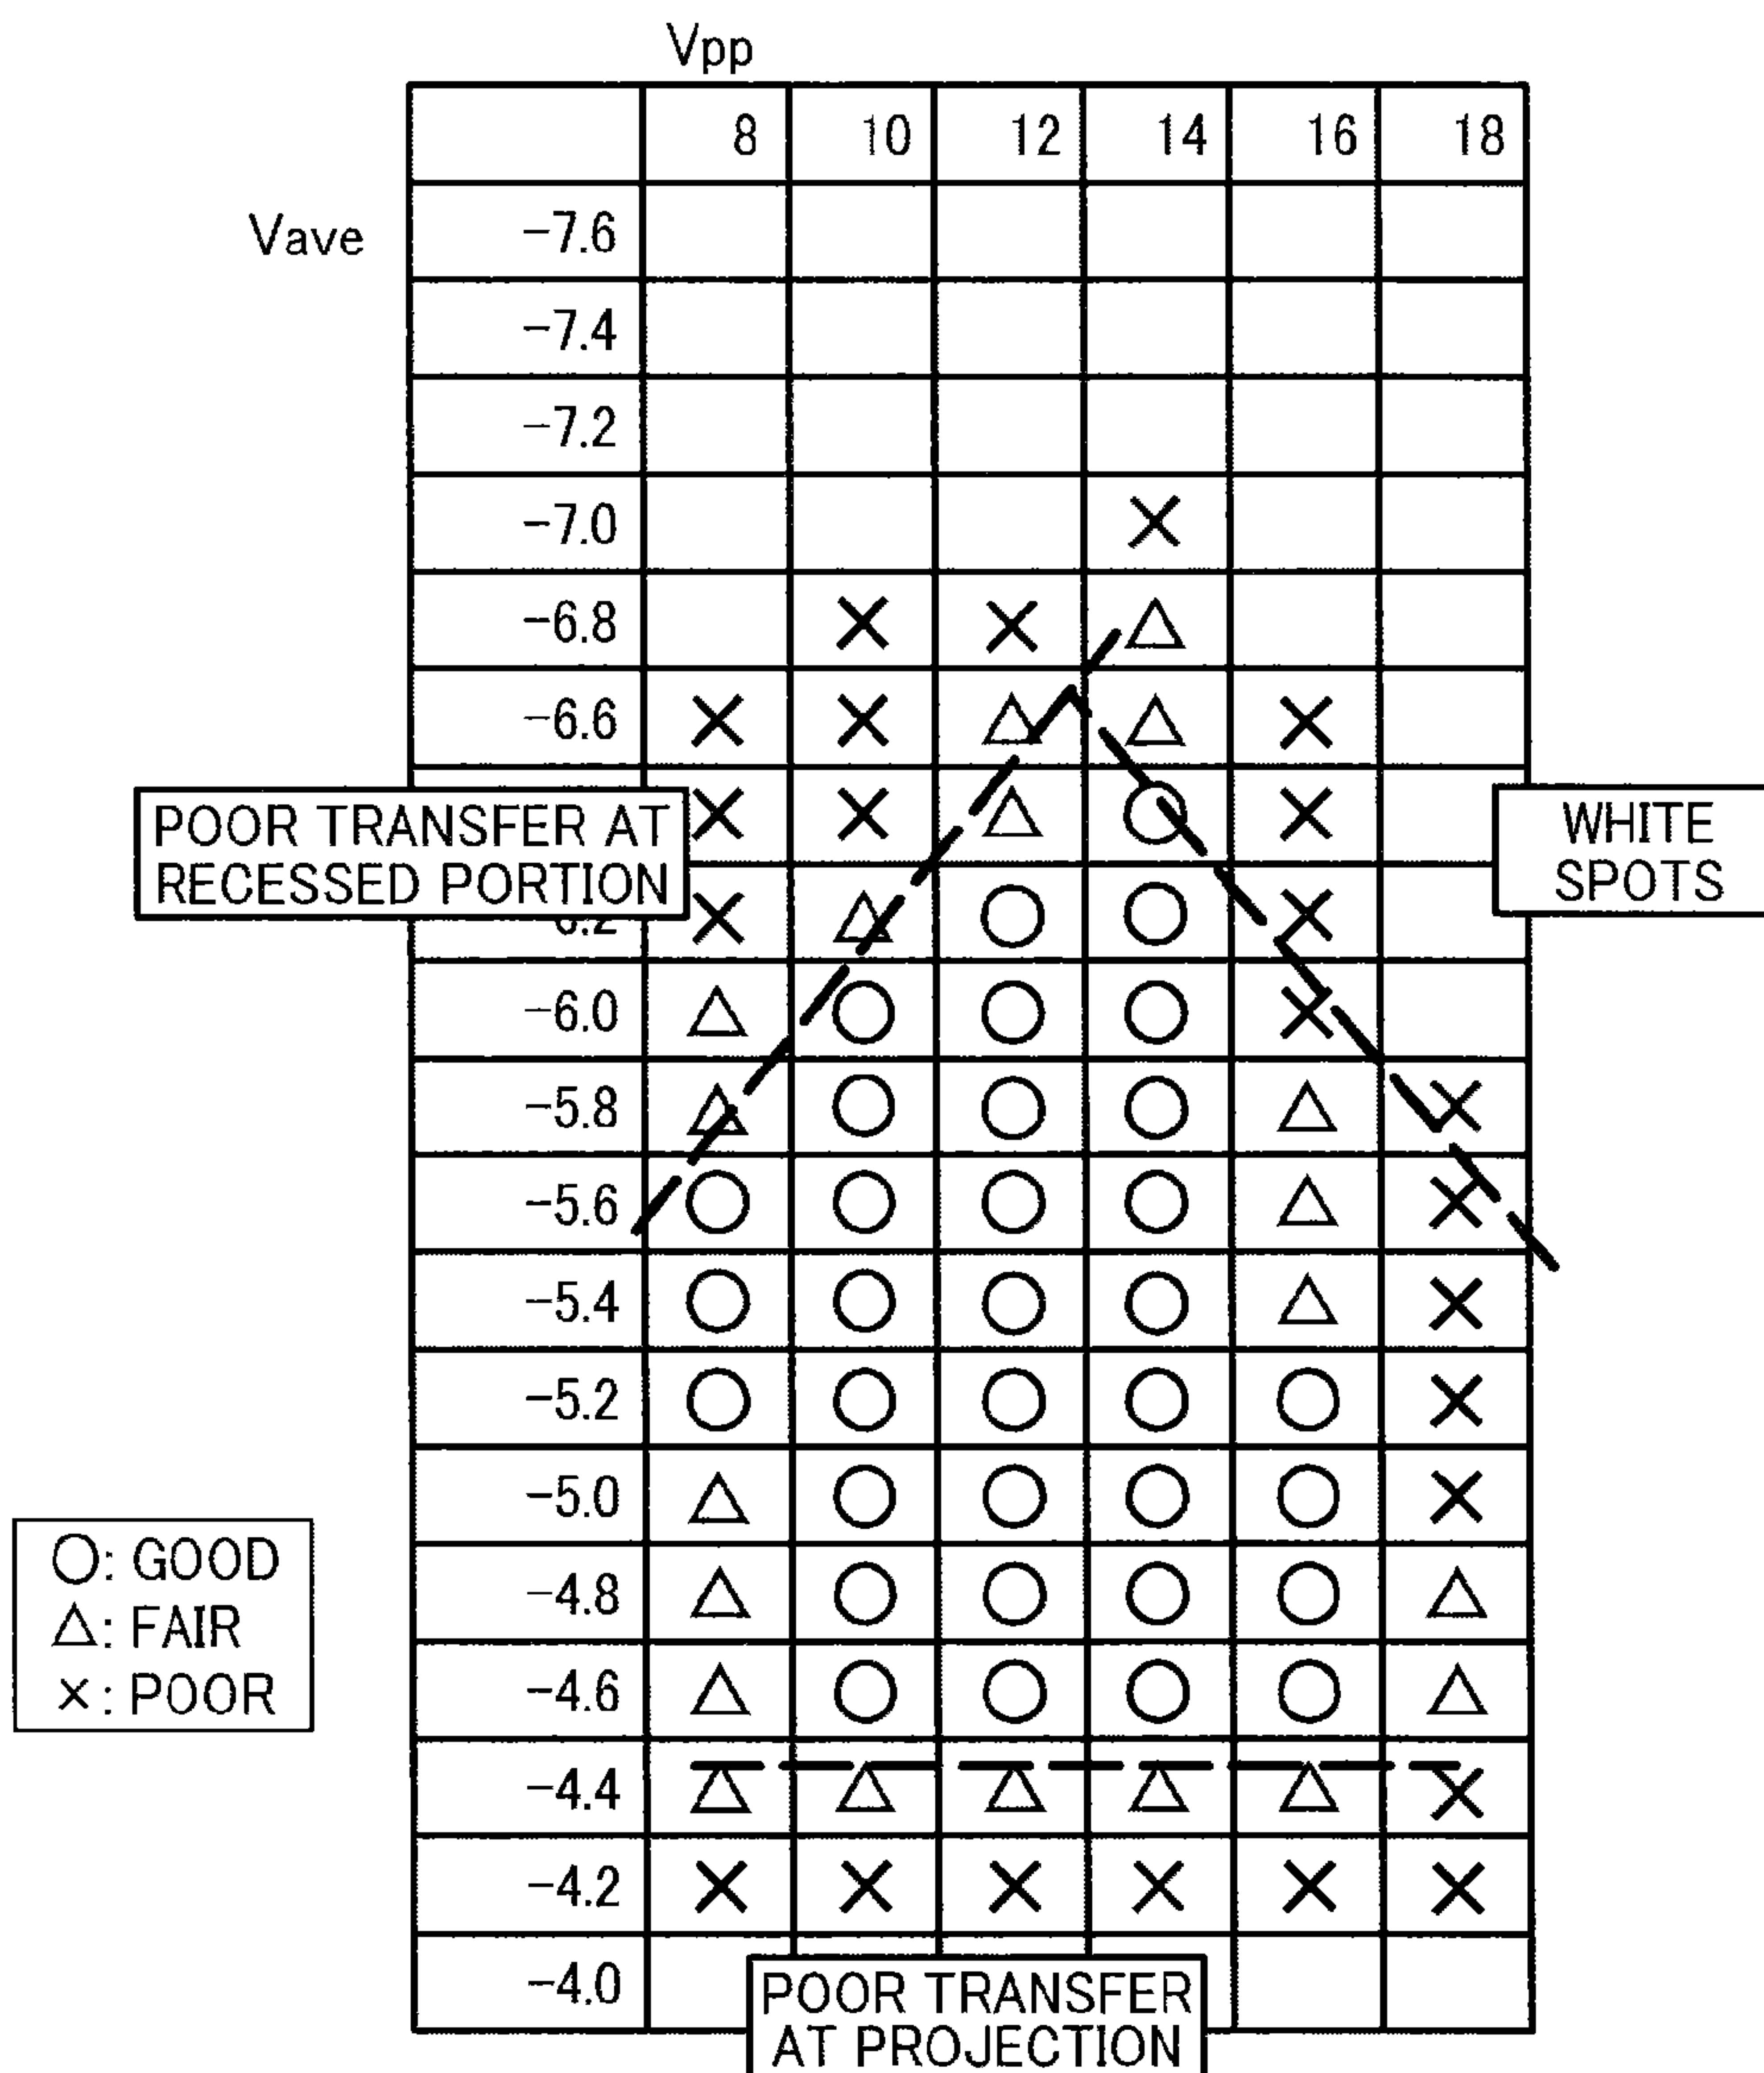 Vpp
8 10 12 14 16 18
Vave
-7.6
-7.4
-7.2
-7.0
-6.8
-6.6
POOR TRANSFER AT
RECESSED PORTION
WHITE
SPOTS
-6.0
-5.8
-5.6
-5.4
-5.2
-5.0
○: GOOD
△: FAIR
×: POOR
-4.8
-4.6
-4.4
-4.2
-4.0
POOR TRANSFER
AT PROJECTION